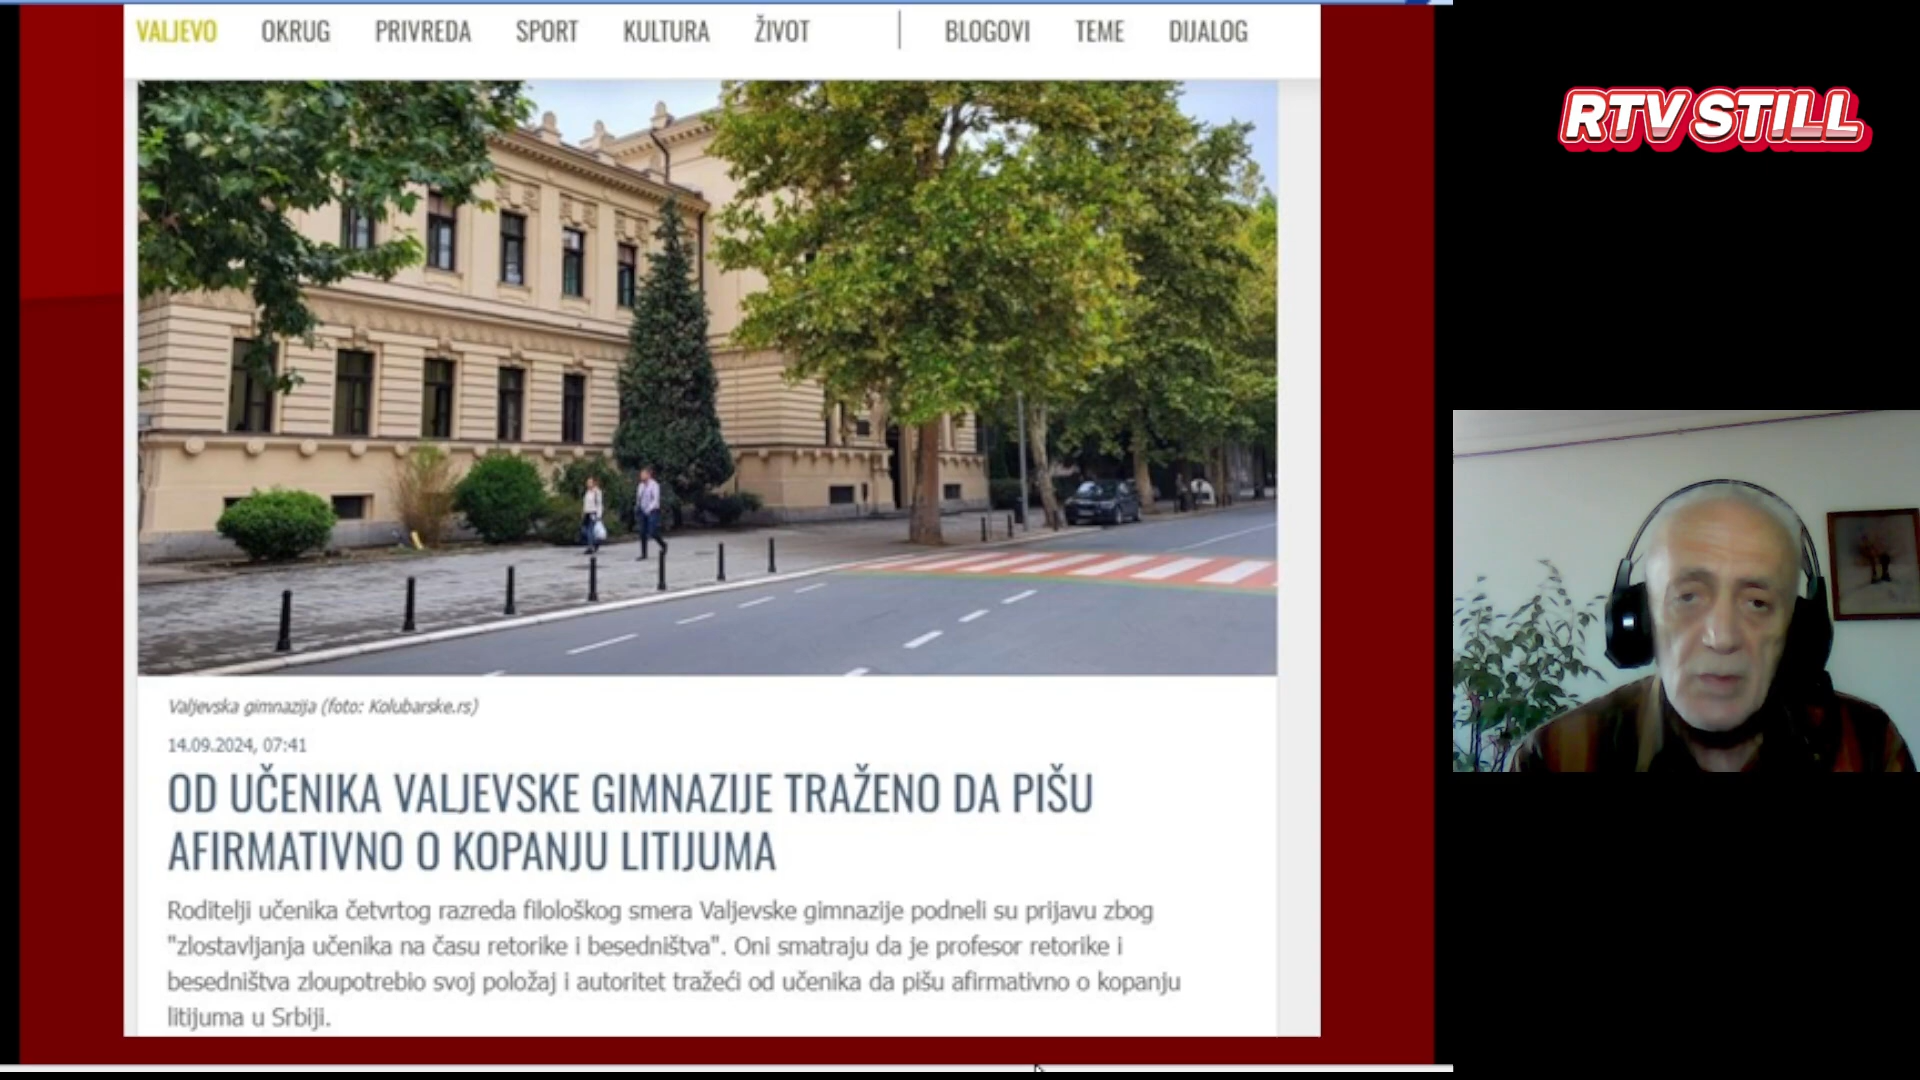 VALJEVO OKRUG PRIVREDA SPORT KULTURA ŽIVOT BLOGOVI TEME DIJALOG
RTV STILL
Valjevska gimnazija (foto: Kolubarske.rs)
14.09.2024, 07:41
OD UČENIKA VALJEVSKE GIMNAZIJE TRAŽENO DA PIŠU
AFIRMATIVNO O KOPANJU LITIJUMA
Roditelji učenika četvrtog razreda filološkog smera Valjevske gimnazije podneli su prijavu zbog
"zlostavljanja učenika na času retorike i besedništva". Oni smatraju da je profesor retorike i
besedništva zloupotrebio svoj položaj i autoritet tražeći od učenika da pišu afirmativno o kopanju
litijuma u Srbiji.